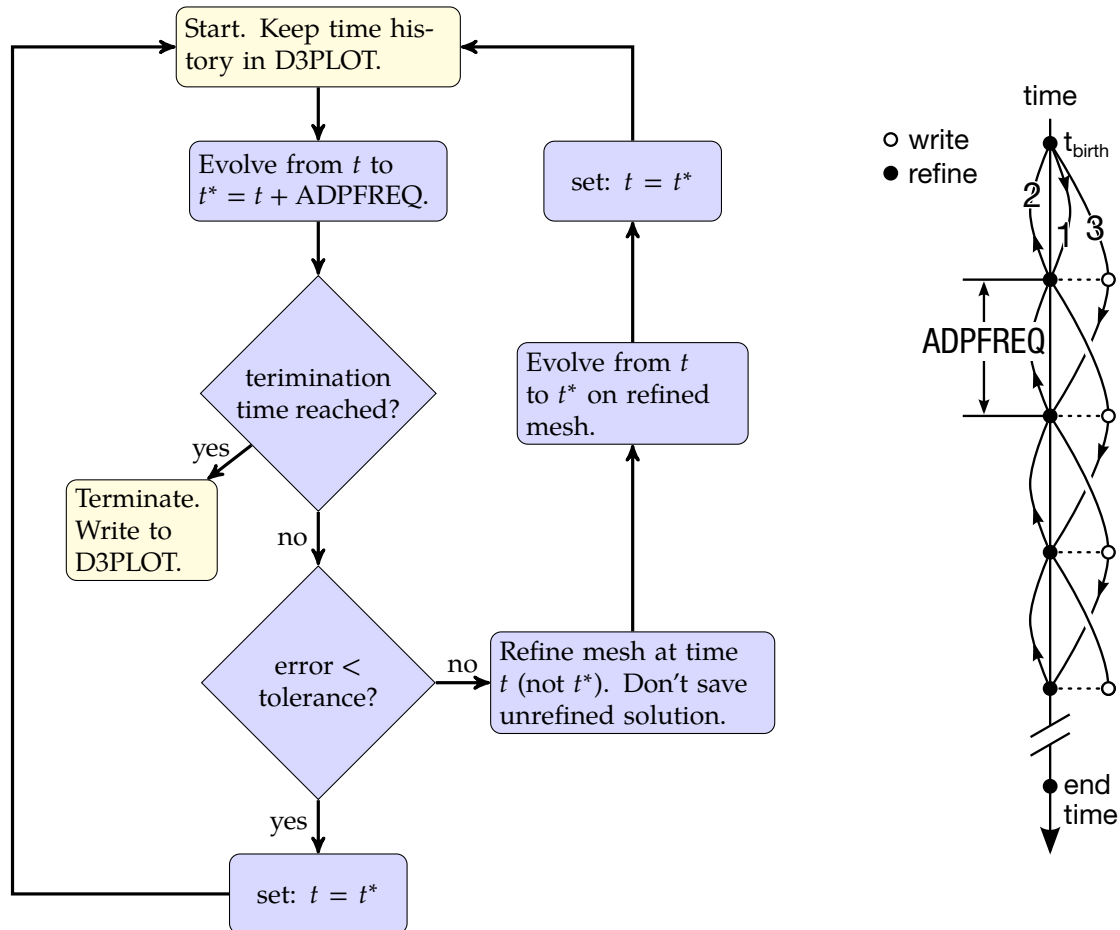 Start. Keep time his-
tory in D3PLOT.
Evolve from t to
t* = t + ADPFREQ.
terimination
time reached?
yes
Terminate.
Write to
D3PLOT.
no
error <
tolerance?
no
Refine mesh at time
t (not t*). Don't save
unrefined solution.
Evolve from t
to t* on refined
mesh.
set: t = t*
yes
set: t = t*
time
write
refine
t_birth
2
1
3
ADPFREQ
end
time